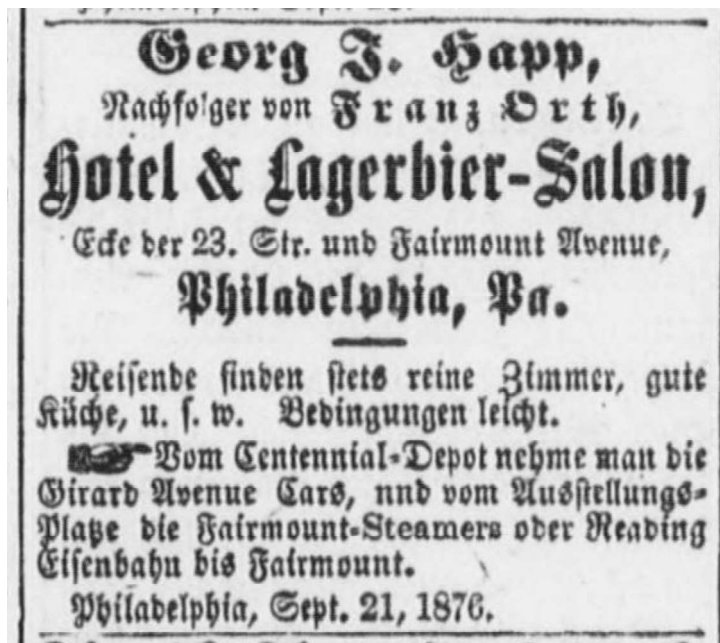 Georg J. Happ,
Nachfolger von Franz Orth,
Hotel & Lagerbier-Salon,
Ecke der 23. Str. und Fairmount Avenue,
Philadelphia, Pa.
Reisende finden stets reine Zimmer, gute
Küche, u. s. w. Bedingungen leicht.
☛ Vom Centennial-Depot nehme man die
Girard Avenue Cars, nnd vom Ausstellungs-
Platze die Fairmount-Steamers oder Reading
Eisenbahn bis Fairmount.
Philadelphia, Sept. 21, 1876.